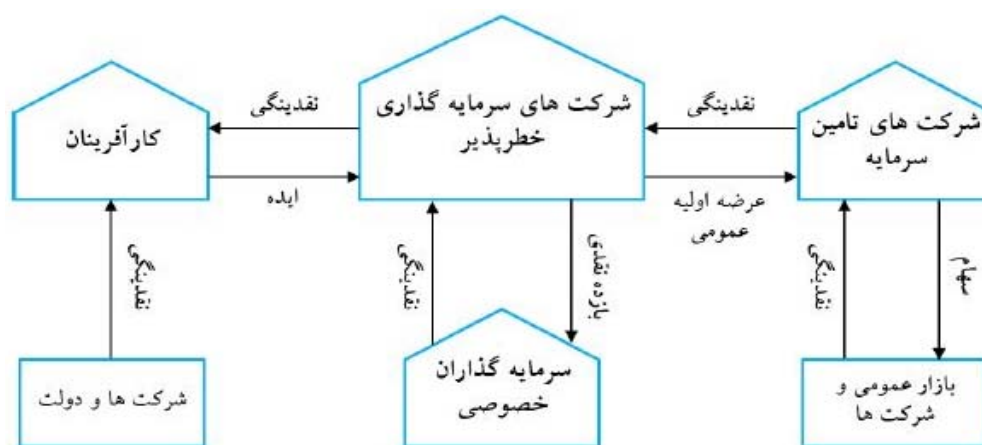 شرکت های سرمایه گذاری
خطرپذیر
کارآفرینان
شرکت های تامین
سرمایه
نقدینگی
نقدینگی
ایده
عرضه اولیه
عمومی
نقدینگی
نقدینگی
بازده نقدی
نقدینگی
سهام
شرکت ها و دولت
سرمایه گذاران
خصوصی
بازار عمومی و
شرکت ها